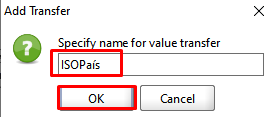 Add Transfer
Specify name for value transfer
ISOPaís
OK
Cancel